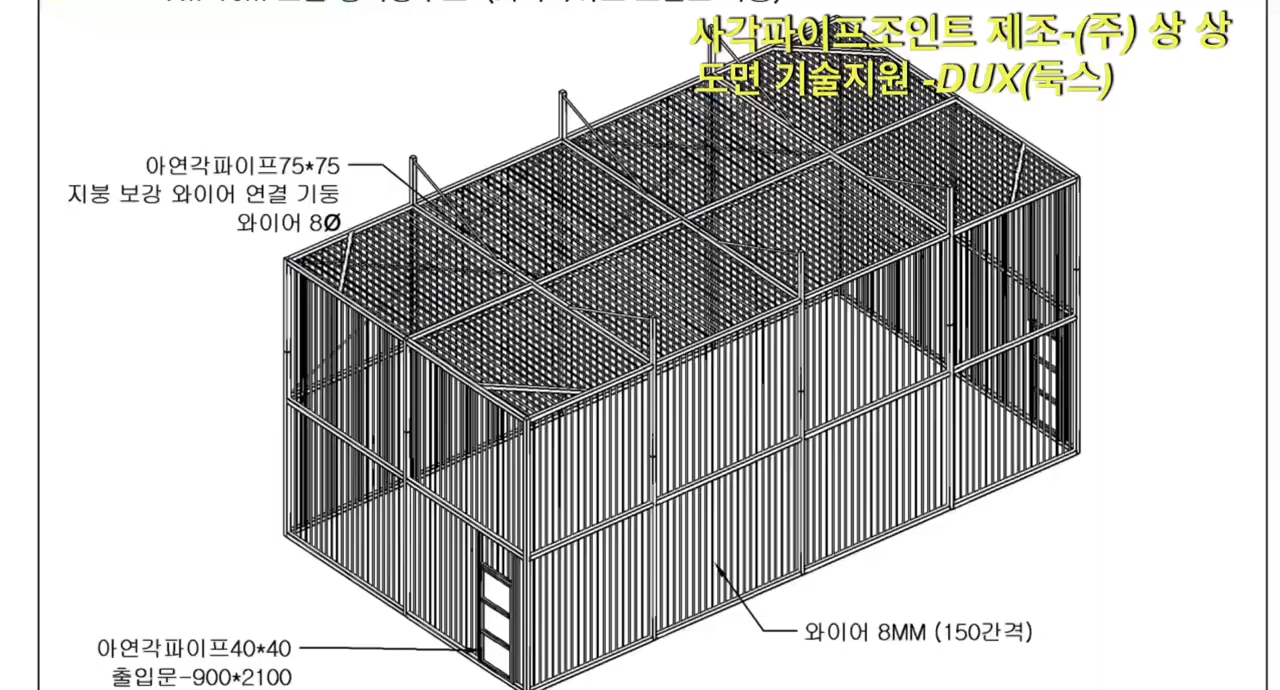 사각파이프조인트 제조-(주) 상 상
도면 기술지원 -DUX(둑스)
아연각파이프75*75
지붕 보강 와이어 연결 기둥
와이어 8Ø
와이어 8MM (150간격)
아연각파이프40*40
출입문-900*2100